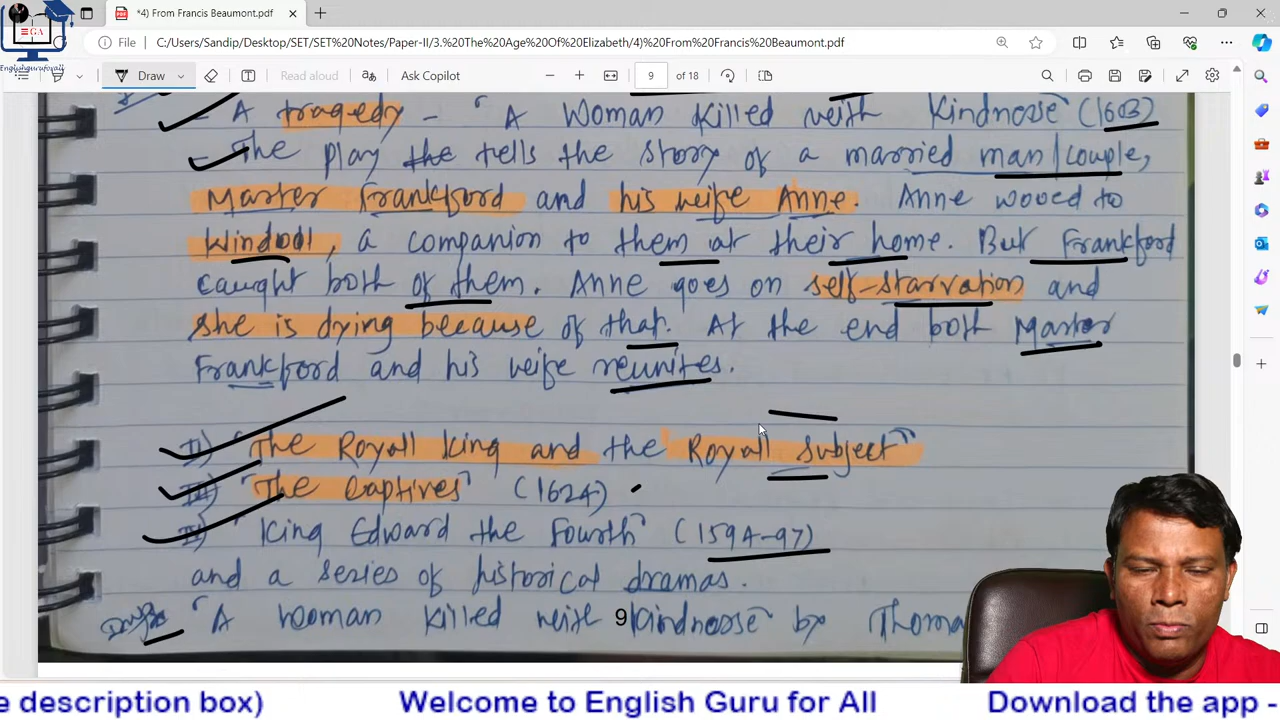 *4) From Francis Beaumont.pdf
File C:/Users/Sandip/Desktop/SET/SET%20Notes/Paper-II/3.%20The%20Age%20Of%20Elizabeth/4)%20From%20Francis%20Beaumont.pdf
Draw Read aloud Ask Copilot 9 of 18
EGA
Englishguruforall
- A tragedy - "A Woman Killed with Kindnesse" (1603)
- The play the tells the story of a married man/couple,
Master Frankford and his wife Anne. Anne wooed to
Windoll, a companion to them at their home. But Frankford
caught both of them. Anne goes on self-starvation and
she is dying because of that. At the end both Master
Frankford and his wife reunites.
II) "The Royall King and the Royall Subject"
III) "The Captives" (1624)
"King Edward the Fourth" (1594-97)
and a series of historical dramas.
"A Woman Killed with Kindnesse" by Thoma
9
e description box) Welcome to English Guru for All Download the app -